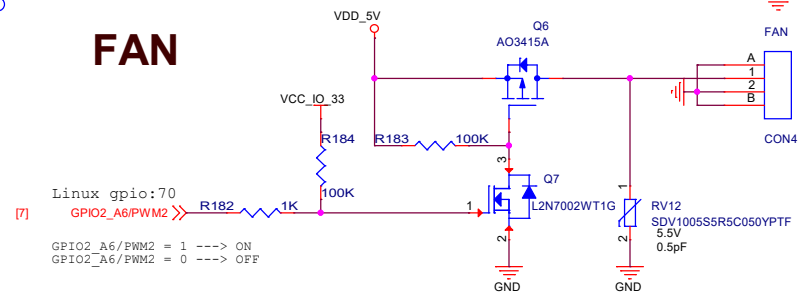 VDD_5V
Q6
AO3415A
FAN
FAN
A
1
2
B
CON4
VCC_IO_33
R184
100K
R183
100K
3
Q7
L2N7002WT1G
1
2
GND
Linux gpio:70
[7]
GPIO2_A6/PWM2
R182
1K
GPIO2_A6/PWM2 = 1 ---> ON
GPIO2_A6/PWM2 = 0 ---> OFF
1
RV12
SDV1005S5R5C050YPTF
5.5V
0.5pF
2
GND